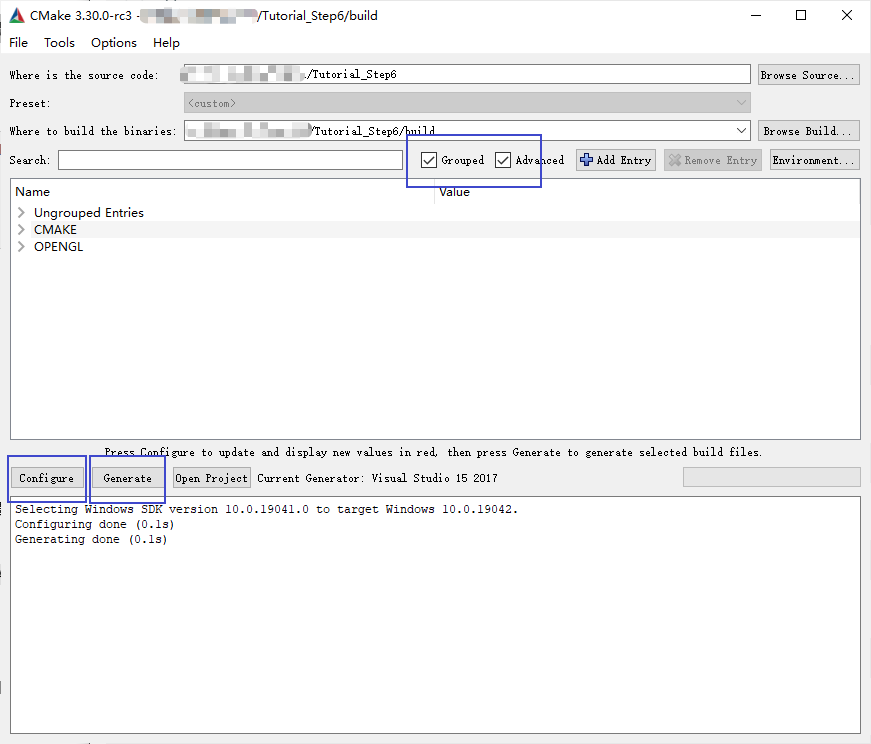 CMake 3.30.0-rc3 - /Tutorial_Step6/build
File Tools Options Help
Where is the source code: /Tutorial_Step6 Browse Source...
Preset: <custom>
Where to build the binaries: /Tutorial_Step6/build Browse Build...
Search: Grouped Advanced Add Entry Remove Entry Environment...
Name Value
Ungrouped Entries
CMAKE
OPENGL
Press Configure to update and display new values in red, then press Generate to generate selected build files.
Configure Generate Open Project Current Generator: Visual Studio 15 2017
Selecting Windows SDK version 10.0.19041.0 to target Windows 10.0.19042.
Configuring done (0.1s)
Generating done (0.1s)